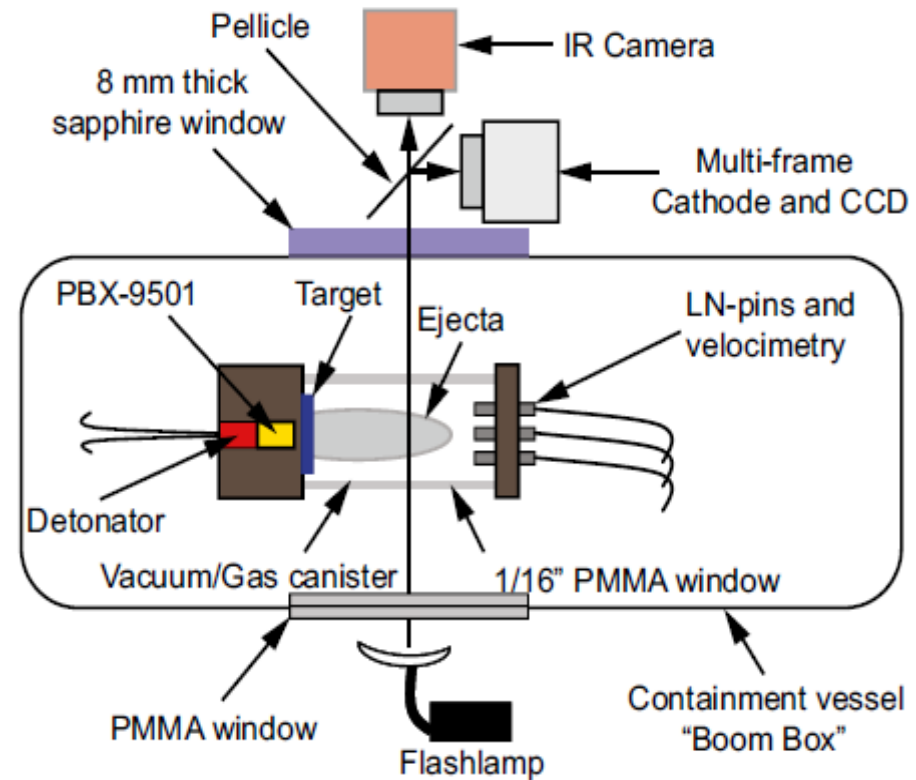 Pellicle
IR Camera
8 mm thick
sapphire window
Multi-frame
Cathode and CCD
PBX-9501
Target
Ejecta
LN-pins and
velocimetry
Detonator
Vacuum/Gas canister
1/16” PMMA window
PMMA window
Flashlamp
Containment vessel
“Boom Box”